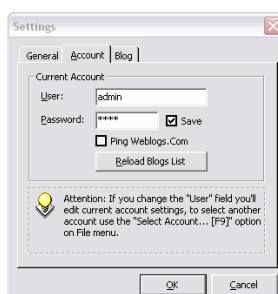 Settings
General Account Blog
Current Account
User: admin
Password: **** Save
Ping Weblogs.Com
Reload Blogs List
Attention: If you change the "User" field you'll
edit current account settings, to select another
account use the "Select Account... [F9]" option
on File menu.
OK Cancel